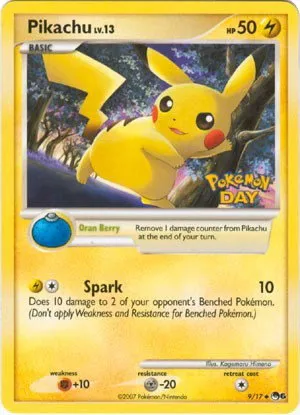 Pikachu LV.13 HP 50
BASIC
POKéMON
DAY
Oran Berry Remove 1 damage counter from Pikachu
at the end of your turn.
Spark 10
Does 10 damage to 2 of your opponent's Benched Pokémon.
(Don't apply Weakness and Resistance for Benched Pokémon.)
weakness resistance retreat cost
+10 -20
Illus. Kagemaru Himeno
©2007 Pokémon/Nintendo 9/17 ◆ 6